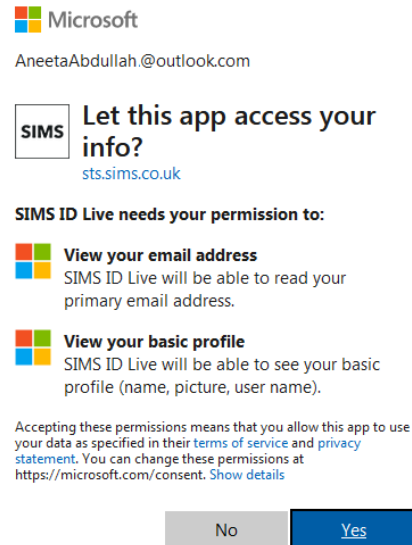 Microsoft
AneetaAbdullah.@outlook.com
SIMS
Let this app access your
info?
sts.sims.co.uk
SIMS ID Live needs your permission to:
View your email address
SIMS ID Live will be able to read your
primary email address.
View your basic profile
SIMS ID Live will be able to see your basic
profile (name, picture, user name).
Accepting these permissions means that you allow this app to use
your data as specified in their terms of service and privacy
statement. You can change these permissions at
https://microsoft.com/consent. Show details
No
Yes